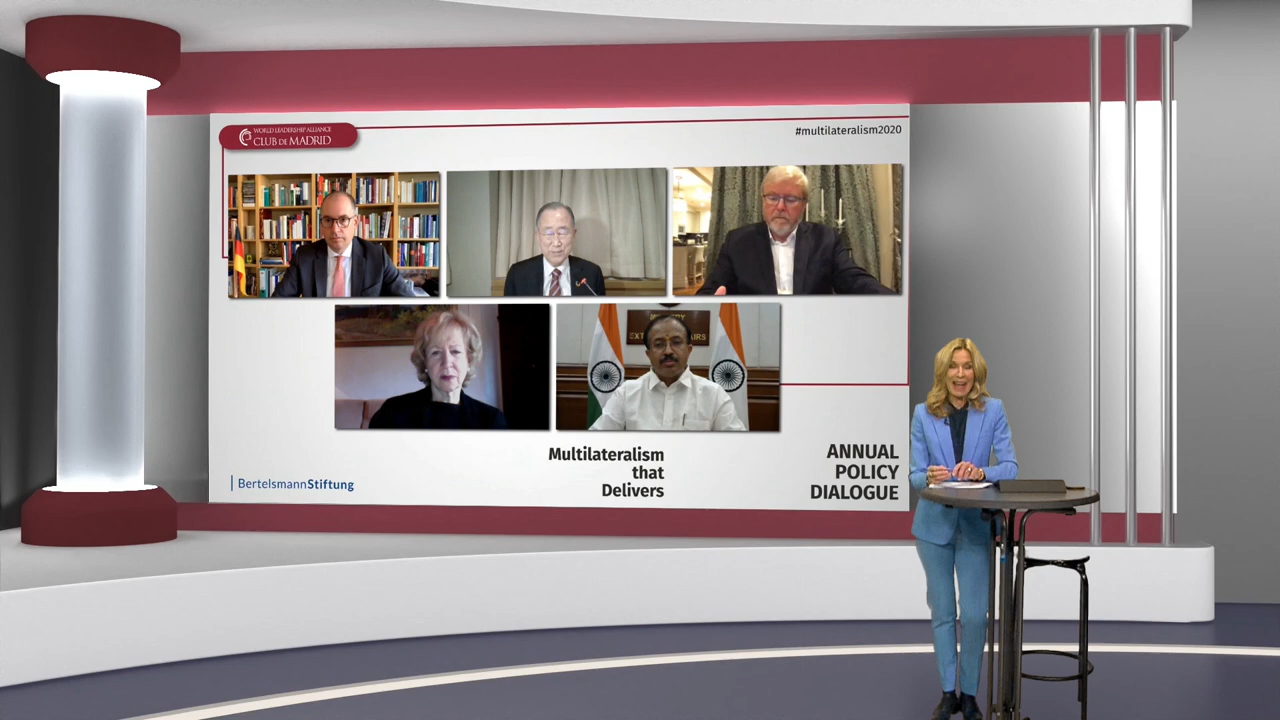 WORLD LEADERSHIP ALLIANCE
CLUB DE MADRID
#multilateralism2020
Multilateralism
that
Delivers
ANNUAL
POLICY
DIALOGUE
BertelsmannStiftung